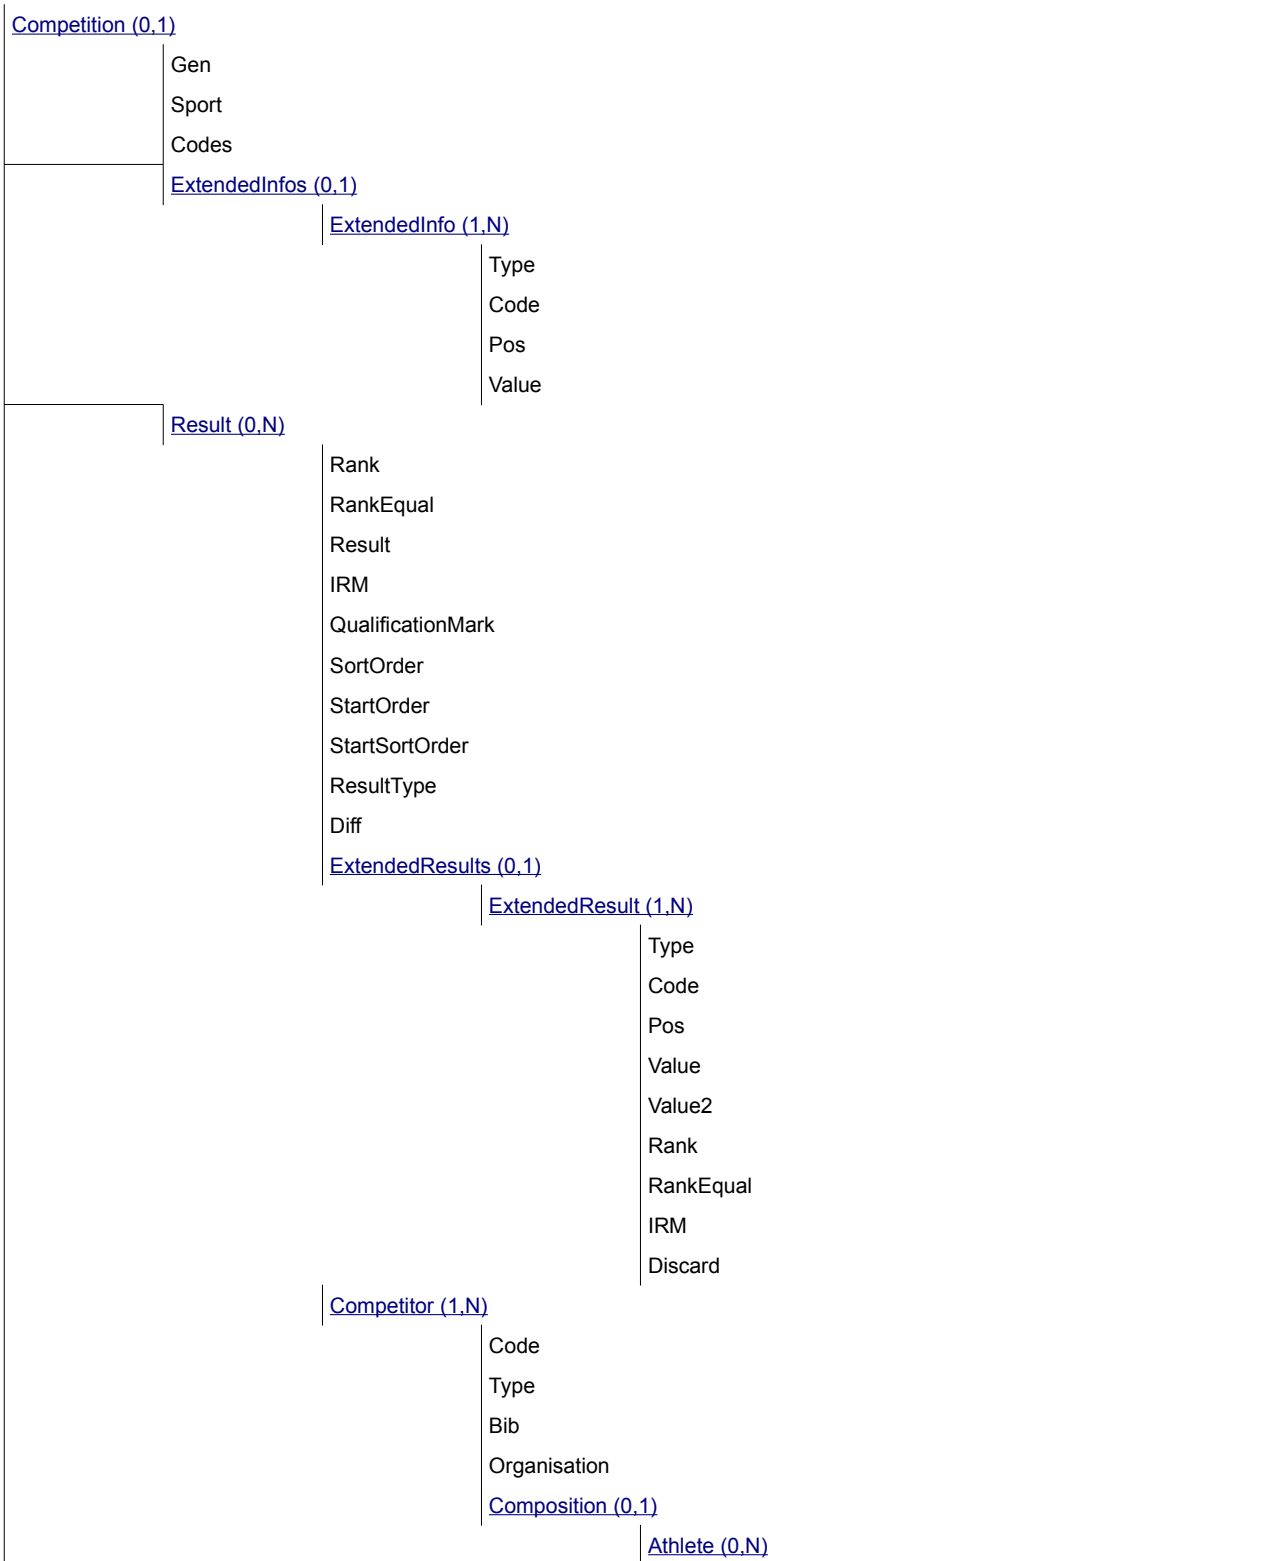 Competition (0,1)
Gen
Sport
Codes
ExtendedInfos (0,1)
ExtendedInfo (1,N)
Type
Code
Pos
Value
Result (0,N)
Rank
RankEqual
Result
IRM
QualificationMark
SortOrder
StartOrder
StartSortOrder
ResultType
Diff
ExtendedResults (0,1)
ExtendedResult (1,N)
Type
Code
Pos
Value
Value2
Rank
RankEqual
IRM
Discard
Competitor (1,N)
Code
Type
Bib
Organisation
Composition (0,1)
Athlete (0,N)